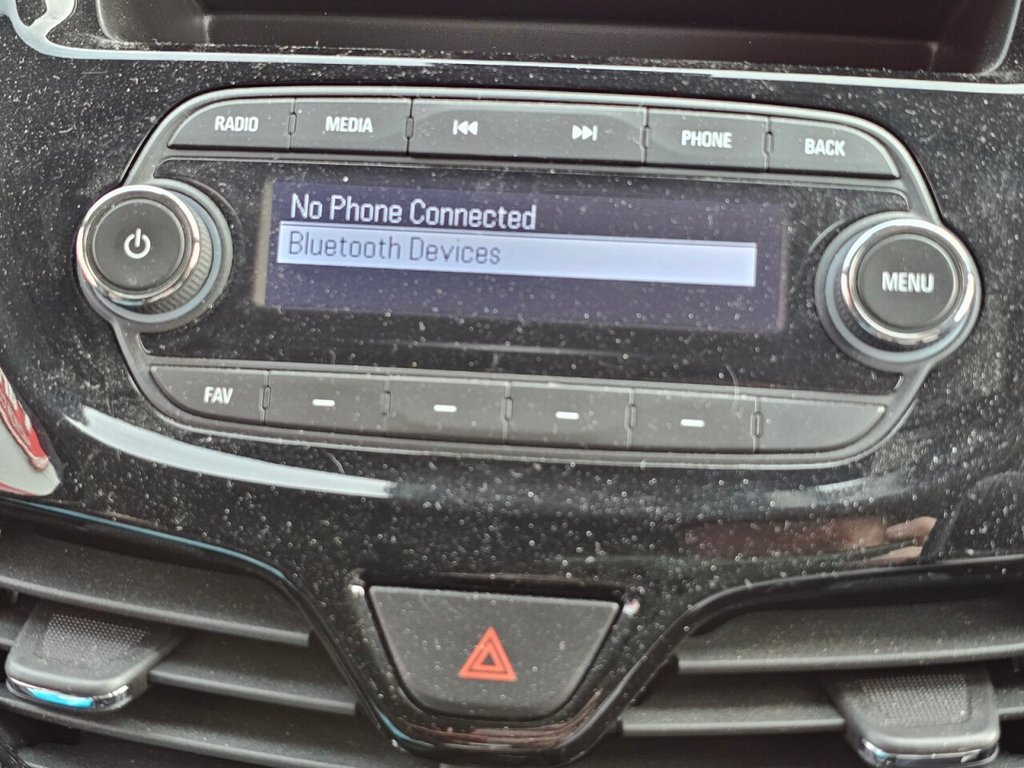 RADIO MEDIA PHONE BACK
No Phone Connected
Bluetooth Devices
MENU
FAV